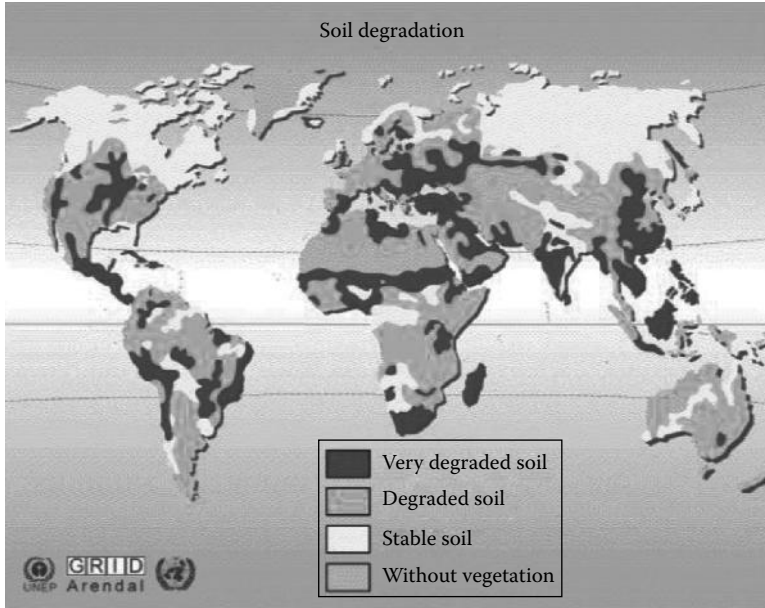 Soil degradation
Very degraded soil
Degraded soil
Stable soil
Without vegetation
UNEP
GRID
Arendal